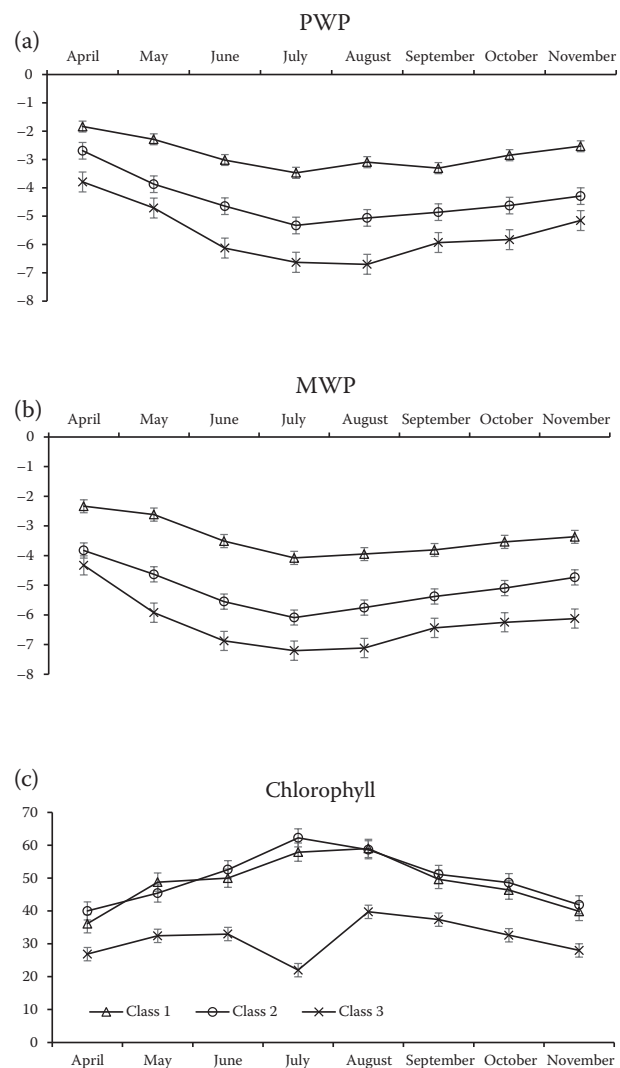 PWP
(a)
April May June July August September October November
0
–1
–2
–3
–4
–5
–6
–7
–8
MWP
(b)
April May June July August September October November
0
–1
–2
–3
–4
–5
–6
–7
–8
(c)
Chlorophyll
70
60
50
40
30
20
10
Class 1 Class 2 Class 3
0
April May June July August September October November